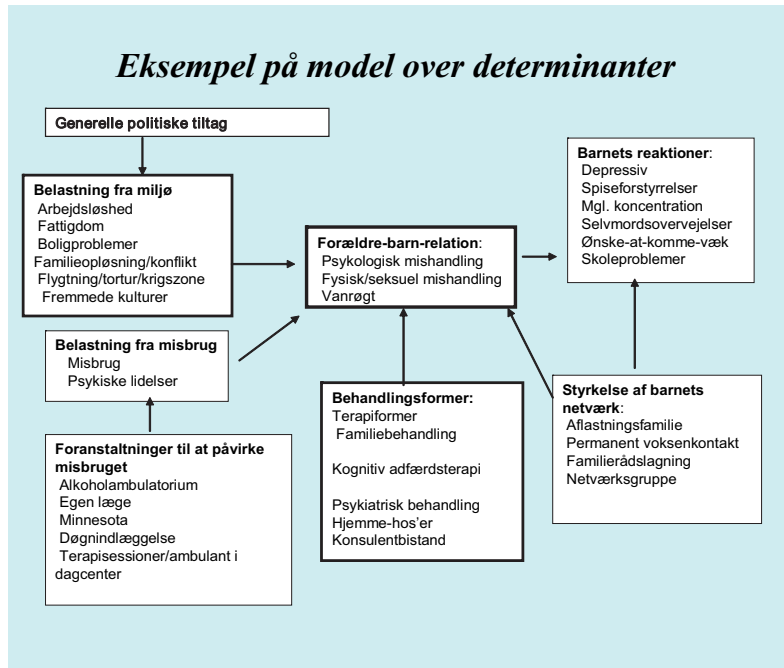 Eksempel på model over determinanter
Generelle politiske tiltag
Belastning fra miljø
Arbejdsløshed
Fattigdom
Boligproblemer
Familieopløsning/konflikt
Flygtning/tortur/krigszone
Fremmede kulturer
Belastning fra misbrug
Misbrug
Psykiske lidelser
Foranstaltninger til at påvirke
misbruget
Alkoholambulatorium
Egen læge
Minnesota
Døgnindlæggelse
Terapisessioner/ambulant i
dagcenter
Forældre-barn-relation:
Psykologisk mishandling
Fysisk/seksuel mishandling
Vanrøgt
Behandlingsformer:
Terapiformer
Familiebehandling
Kognitiv adfærdsterapi
Psykiatrisk behandling
Hjemme-hos'er
Konsulentbistand
Barnets reaktioner:
Depressiv
Spiseforstyrrelser
Mgl. koncentration
Selvmordsovervejelser
Ønske-at-komme-væk
Skoleproblemer
Styrkelse af barnets
netværk:
Aflastningsfamilie
Permanent voksenkontakt
Familierådslagning
Netværksgruppe